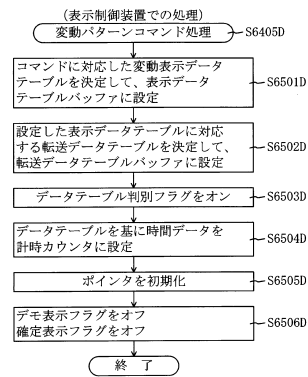 （表示制御装置での処理）
変動パターンコマンド処理
S6405D
コマンドに対応した変動表示データ
テーブルを決定して、表示データ
テーブルバッファに設定
S6501D
設定した表示データテーブルに対応
する転送データテーブルを決定して、
転送データテーブルバッファに設定
S6502D
データテーブル判別フラグをオン
S6503D
データテーブルを基に時間データを
計時カウンタに設定
S6504D
ポインタを初期化
S6505D
デモ表示フラグをオフ
確定表示フラグをオフ
S6506D
終　了